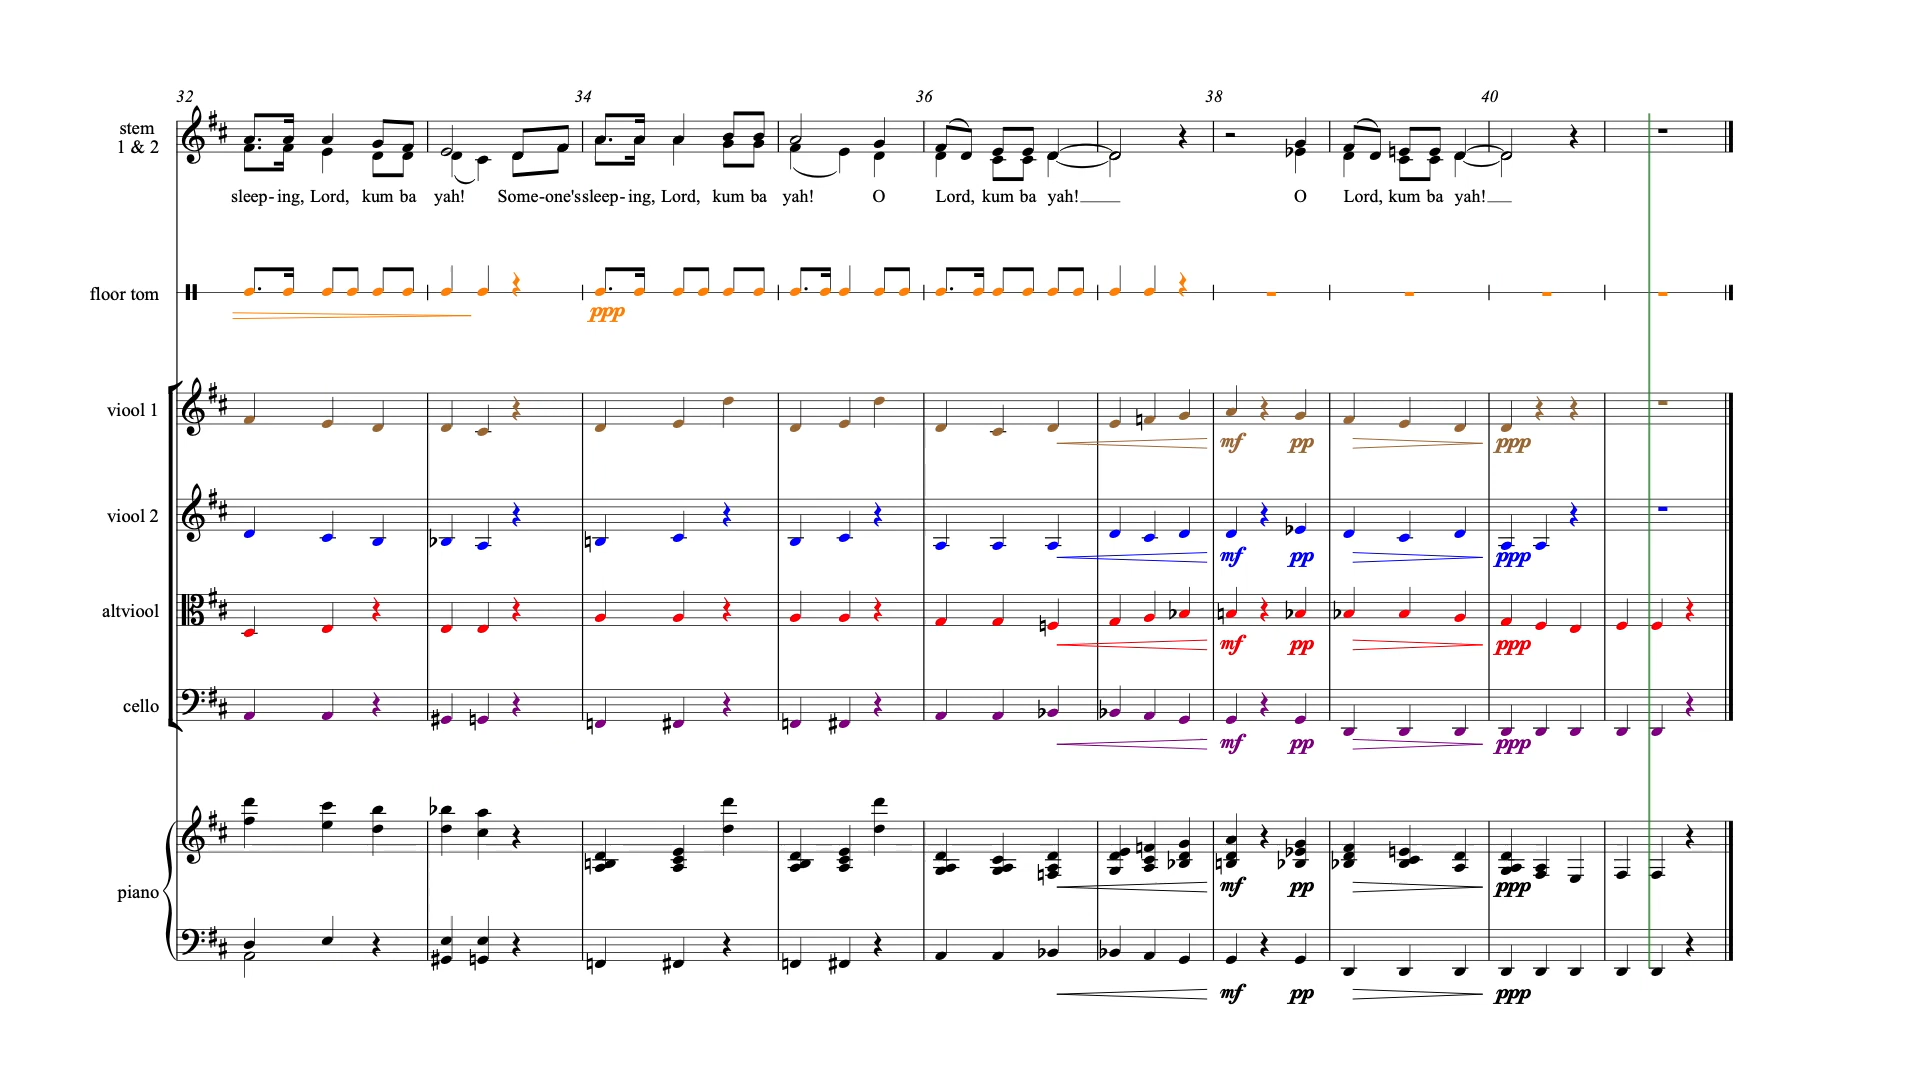 32 34 36 38 40
stem
1 & 2
sleep - ing, Lord, kum ba yah! Some-one's sleep - ing, Lord, kum ba yah! O Lord, kum ba yah! O Lord, kum ba yah!
floor tom
ppp
viool 1
mf pp ppp
viool 2
mf pp ppp
altviool
mf pp ppp
cello
mf pp ppp
piano
mf pp ppp
mf pp ppp